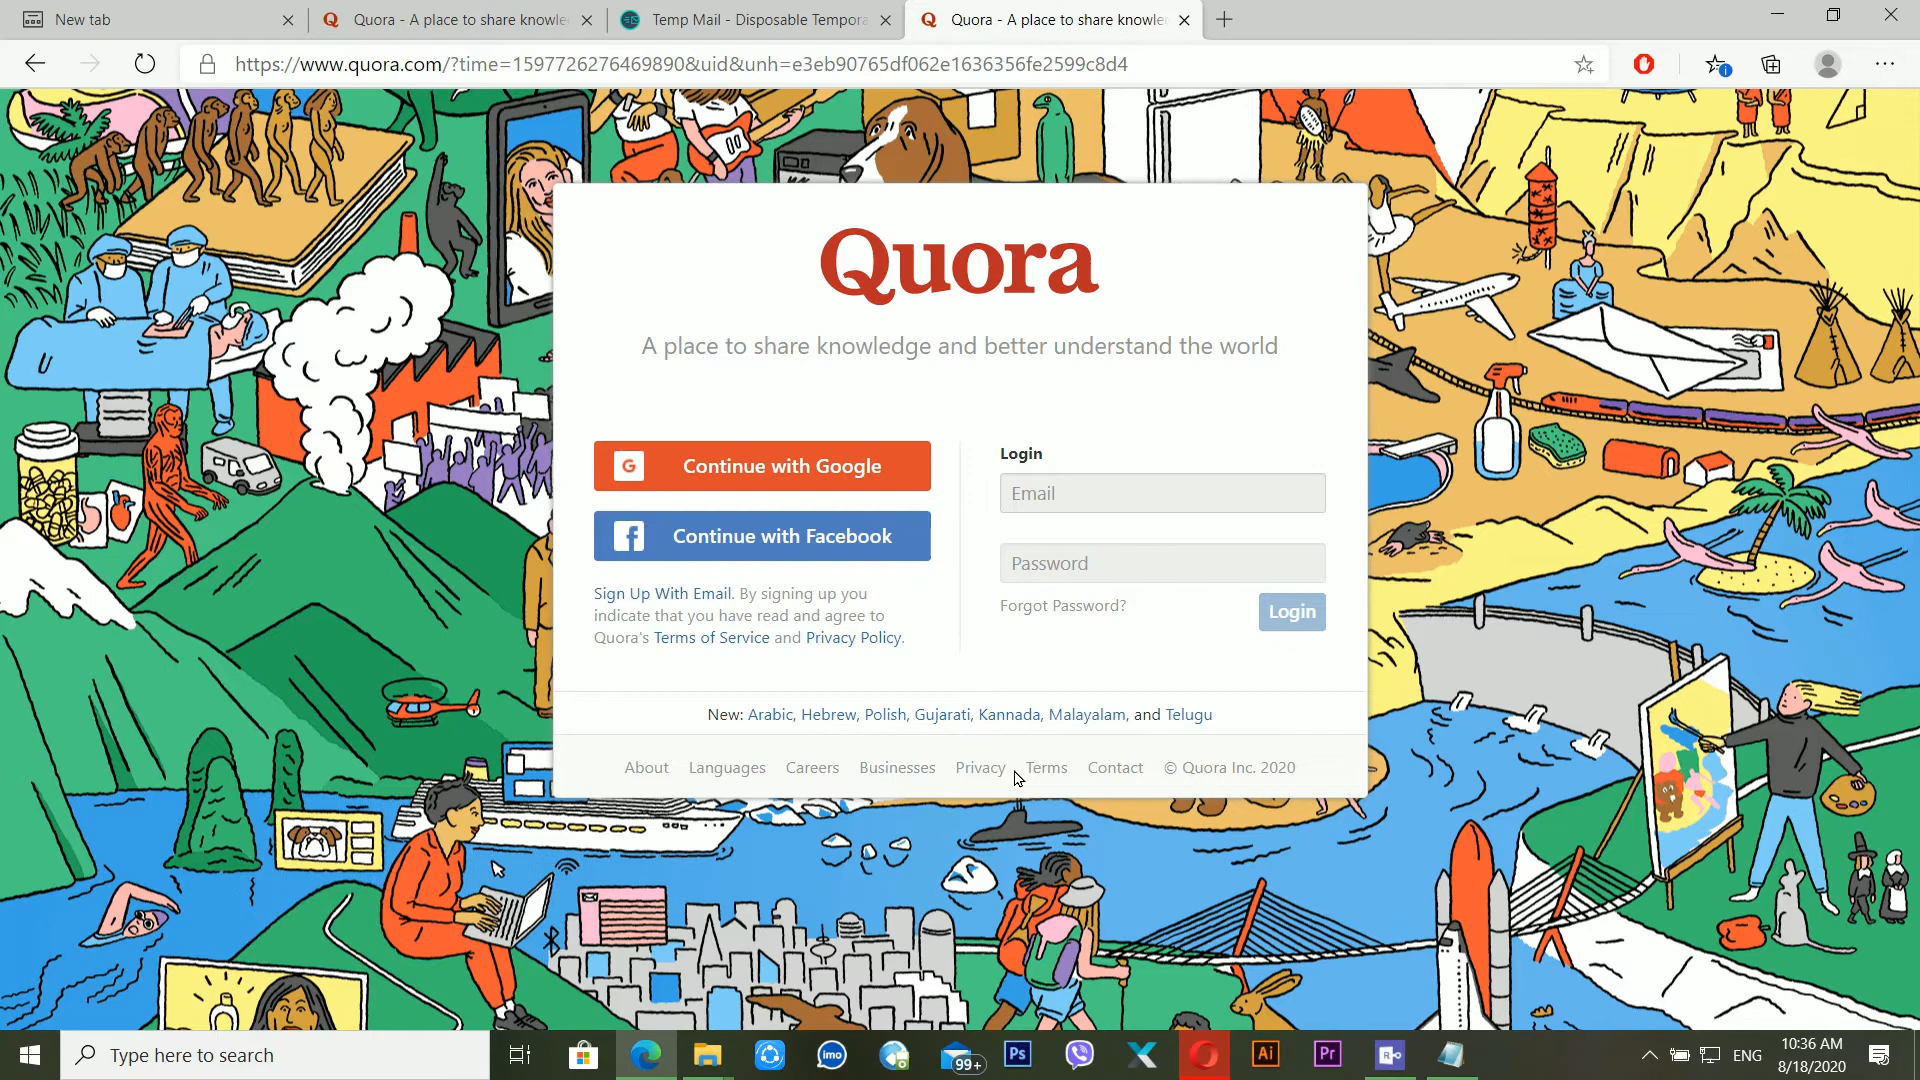 New tab
Quora - A place to share knowle
Temp Mail - Disposable Tempora
Quora - A place to share knowle
https://www.quora.com/?time=1597726276469890&uid&unh=e3eb90765df062e1636356fe2599c8d4
Quora
A place to share knowledge and better understand the world
G Continue with Google
Continue with Facebook
Sign Up With Email. By signing up you
indicate that you have read and agree to
Quora's Terms of Service and Privacy Policy.
Login
Email
Password
Forgot Password?
Login
New: Arabic, Hebrew, Polish, Gujarati, Kannada, Malayalam, and Telugu
About Languages Careers Businesses Privacy Terms Contact © Quora Inc. 2020
Type here to search
imo
99+
Ps
Ai
Pr
R
ENG
10:36 AM
8/18/2020